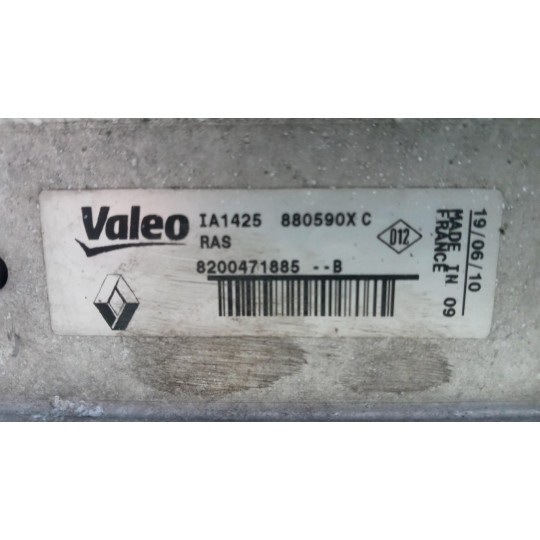 Valeo
IA1425 880590X C
RAS
8200471885 --B
D12
19/06/10
MADE IN 09
FRANCE